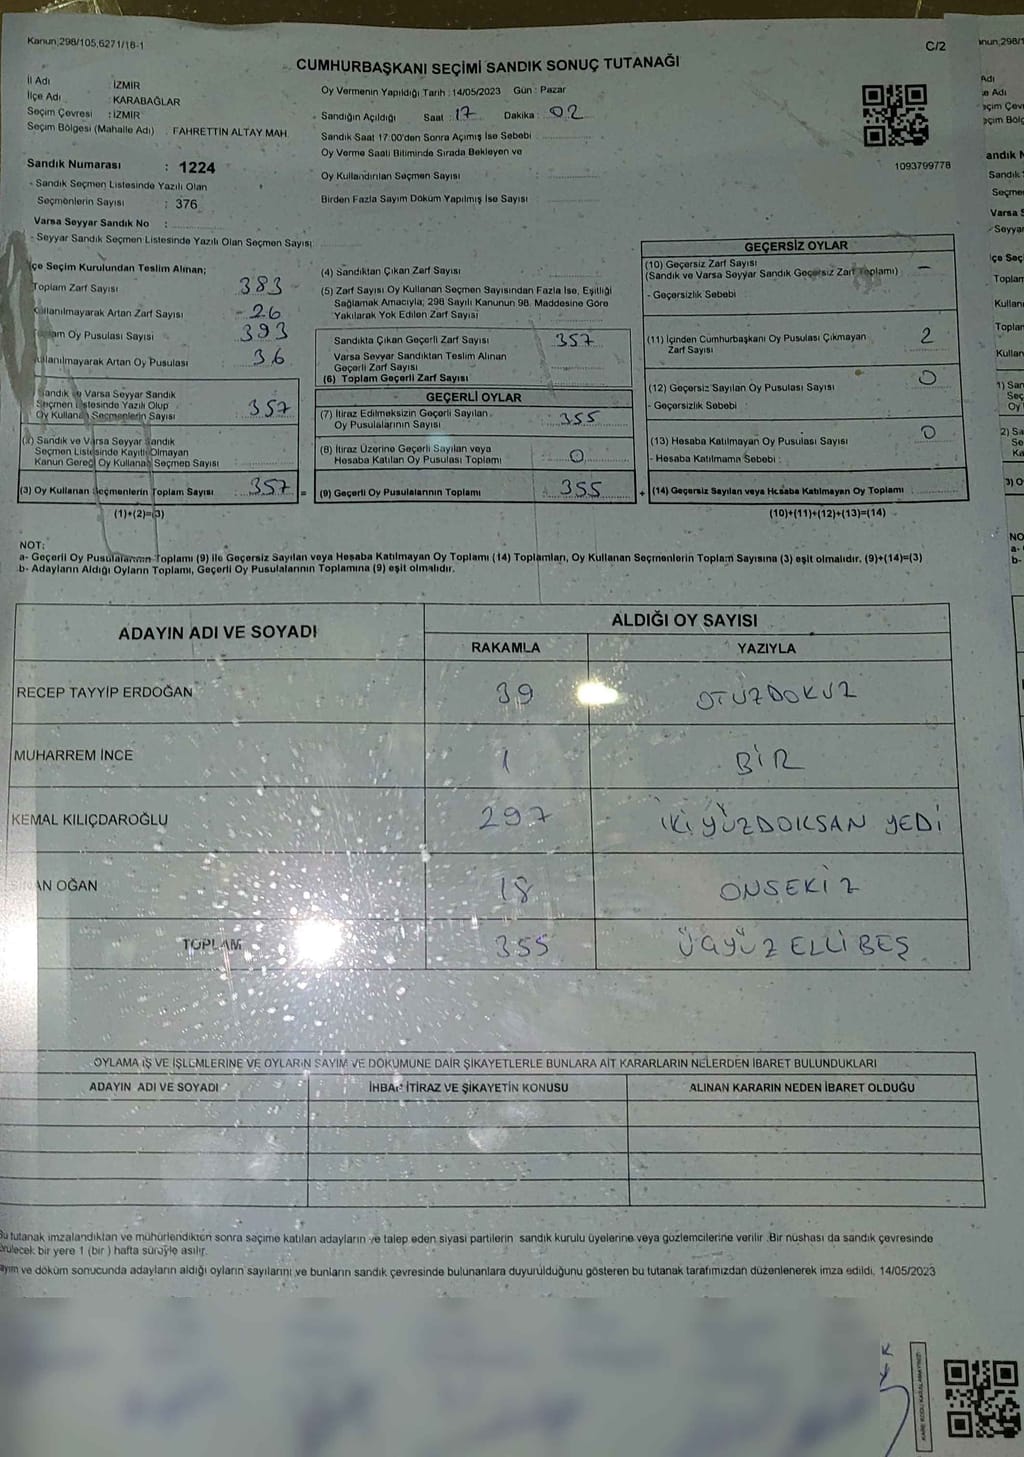 Kanun,298/105,6271/18-1
C/2
CUMHURBAŞKANI SEÇİMİ SANDIK SONUÇ TUTANAĞI
İl Adı : İZMİR
İlçe Adı : KARABAĞLAR
Seçim Çevresi : İZMİR
Seçim Bölgesi (Mahalle Adı) : FAHRETTİN ALTAY MAH.
Sandık Numarası : 1224
- Sandık Seçmen Listesinde Yazılı Olan
Seçmenlerin Sayısı : 376
Varsa Seyyar Sandık No :
- Seyyar Sandık Seçmen Listesinde Yazılı Olan Seçmen Sayısı
Oy Vermenin Yapıldığı Tarih : 14/05/2023 Gün : Pazar
Sandığın Açıldığı Saat : 17 Dakika : 02
Sandık Saat 17:00'den Sonra Açılmış İse Sebebi
Oy Verme Saati Bitiminde Sırada Bekleyen ve
Oy Kullandırılan Seçmen Sayısı :
Birden Fazla Sayım Döküm Yapılmış İse Sayısı :
1093799778
İlçe Seçim Kurulundan Teslim Alınan;
Toplam Zarf Sayısı 383
Kullanılmayarak Artan Zarf Sayısı - 26
Toplam Oy Pusulası Sayısı 393
Kullanılmayarak Artan Oy Pusulası 36
Sandık ve Varsa Seyyar Sandık
Seçmen Listesinde Yazılı Olup
Oy Kullanan Seçmenlerin Sayısı 357
(2) Sandık ve Varsa Seyyar Sandık
Seçmen Listesinde Kayıtlı Olmayan
Kanun Gereği Oy Kullanan Seçmen Sayısı
(3) Oy Kullanan Seçmenlerin Toplam Sayısı : 357 =
(1)+(2)=(3)
(4) Sandıktan Çıkan Zarf Sayısı :
(5) Zarf Sayısı Oy Kullanan Seçmen Sayısından Fazla İse, Eşitliği
Sağlamak Amacıyla; 298 Sayılı Kanunun 98. Maddesine Göre
Yakılarak Yok Edilen Zarf Sayısı
Sandıkta Çıkan Geçerli Zarf Sayısı : 357
Varsa Seyyar Sandıktan Teslim Alınan
Geçerli Zarf Sayısı
(6) Toplam Geçerli Zarf Sayısı
GEÇERLİ OYLAR
(7) İtiraz Edilmeksizin Geçerli Sayılan
Oy Pusulalarının Sayısı 355
(8) İtiraz Üzerine Geçerli Sayılan veya
Hesaba Katılan Oy Pusulası Toplamı 0
(9) Geçerli Oy Pusulalarının Toplamı 355 +
GEÇERSİZ OYLAR
(10) Geçersiz Zarf Sayısı
(Sandık ve Varsa Seyyar Sandık Geçersiz Zarf Toplamı) : –
- Geçersizlik Sebebi :
(11) İçinden Cumhurbaşkanı Oy Pusulası Çıkmayan
Zarf Sayısı 2
(12) Geçersiz Sayılan Oy Pusulası Sayısı : 0
- Geçersizlik Sebebi :
(13) Hesaba Katılmayan Oy Pusulası Sayısı : 0
- Hesaba Katılmama Sebebi :
(14) Geçersiz Sayılan veya Hesaba Katılmayan Oy Toplamı
(10)+(11)+(12)+(13)=(14)
NOT:
a- Geçerli Oy Pusulalarının Toplamı (9) ile Geçersiz Sayılan veya Hesaba Katılmayan Oy Toplamı (14) Toplamları, Oy Kullanan Seçmenlerin Toplam Sayısına (3) eşit olmalıdır. (9)+(14)=(3)
b- Adayların Aldığı Oyların Toplamı, Geçerli Oy Pusulalarının Toplamına (9) eşit olmalıdır.
ADAYIN ADI VE SOYADI
ALDIĞI OY SAYISI
RAKAMLA YAZIYLA
RECEP TAYYİP ERDOĞAN 39 OTUZDOKUZ
MUHARREM İNCE 1 BİR
KEMAL KILIÇDAROĞLU 297 İKİYÜZDOKSAN YEDİ
SİNAN OĞAN 18 ONSEKİZ
TOPLAM 355 ÜÇYÜZ ELLİ BEŞ
OYLAMA İŞ VE İŞLEMLERİNE VE OYLARIN SAYIM VE DÖKÜMÜNE DAİR ŞİKAYETLERLE BUNLARA AİT KARARLARIN NELERDEN İBARET BULUNDUKLARI
ADAYIN ADI VE SOYADI
İHBAR İTİRAZ VE ŞİKAYETİN KONUSU
ALINAN KARARIN NEDEN İBARET OLDUĞU
Bu tutanak imzalandıktan ve mühürlendikten sonra seçime katılan adayların ve talep eden siyasi partilerin sandık kurulu üyelerine veya gözlemcilerine verilir. Bir nüshası da sandık çevresinde
görülecek bir yere 1 (bir) hafta süreyle asılır.
Sayım ve döküm sonucunda adayların aldığı oyların sayılarını ve bunların sandık çevresinde bulunanlara duyurulduğunu gösteren bu tutanak tarafımızdan düzenlenerek imza edildi. 14/05/2023
KARE KODU KARALAMAYINIZ